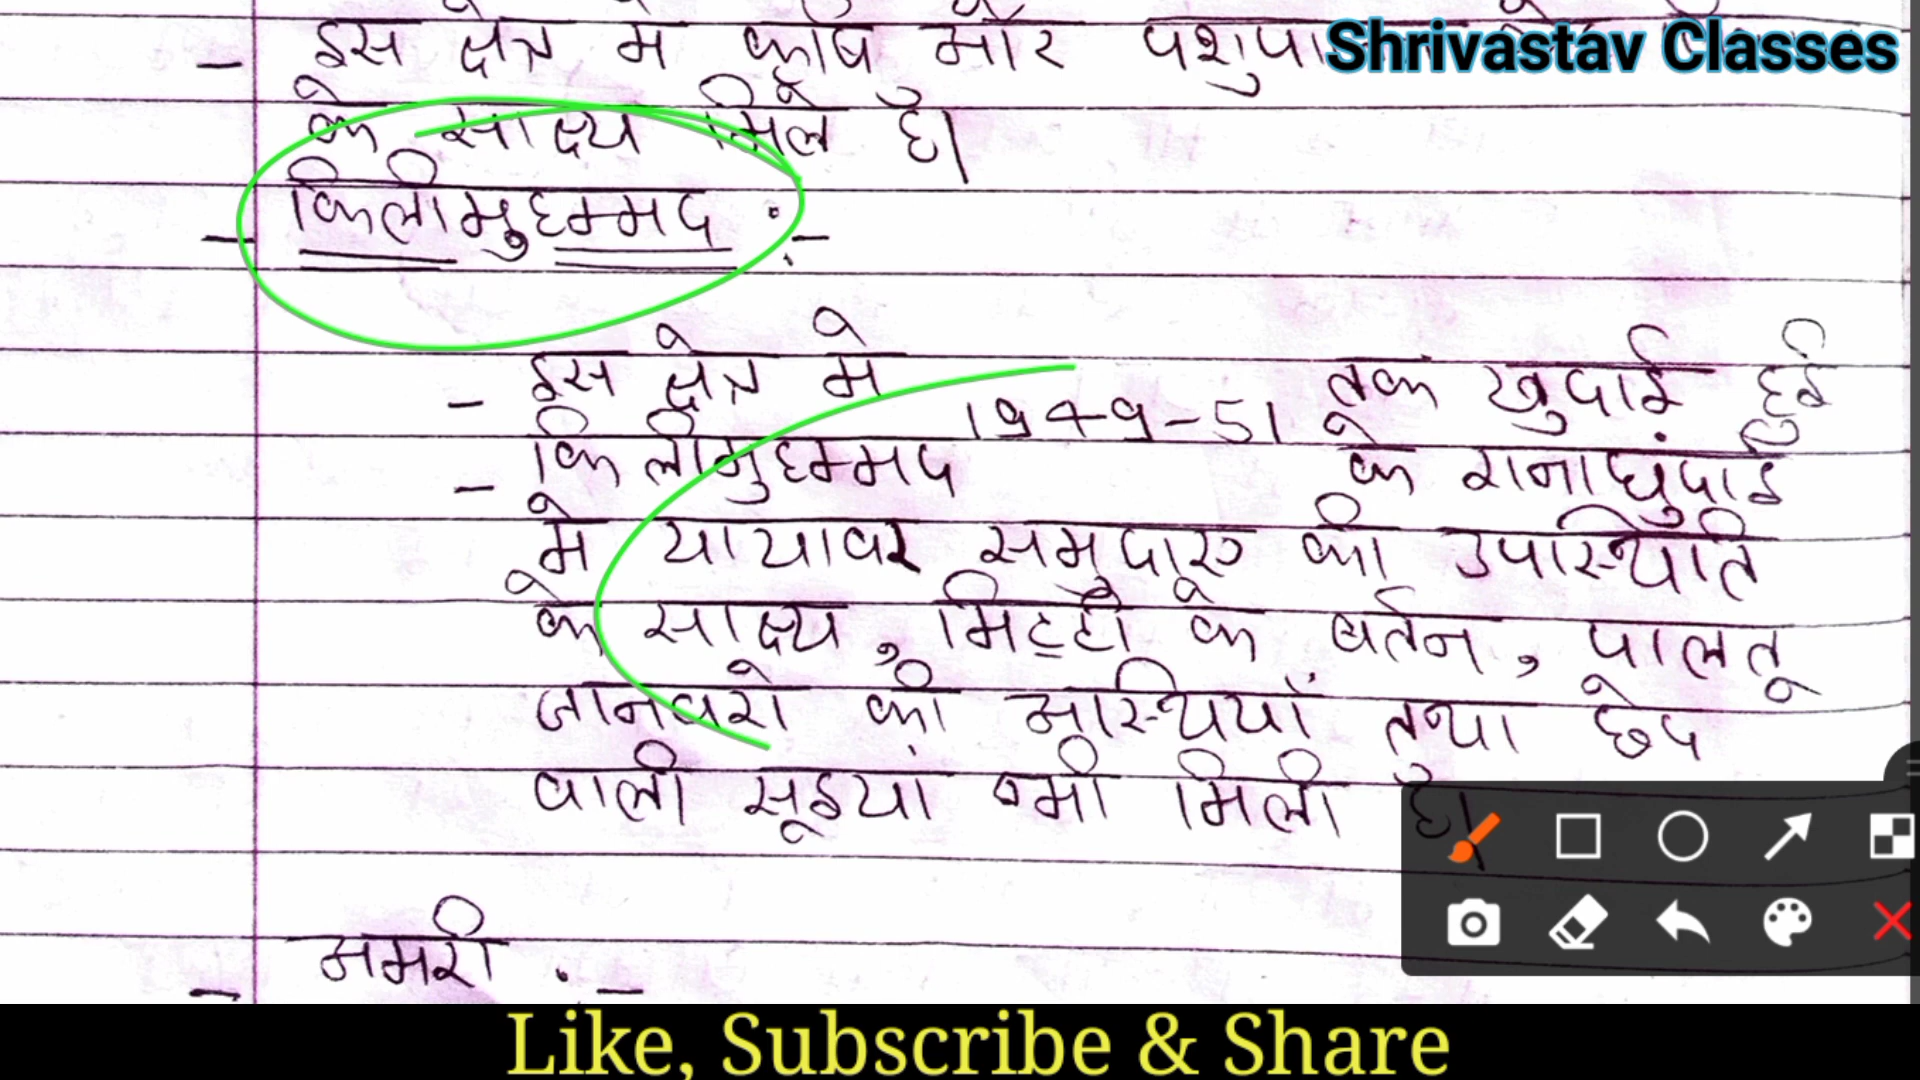 Shrivastav Classes
- इस क्षेत्र मे कृषि और
के साक्ष्य मिले है।
- किलीमुहम्मद :-
- इस क्षेत्र मे 1949-51 तक खुदाई हुई
- किलीमुहम्मद के रानाघुंदाई
मे यायावर समुदाए की उपस्थिति
के साक्ष्य, मिट्टी के बर्तन, पालतू
जानवरो की अस्थियाँ तथा छेद
वाली सूइयां भी मिली है।
- अमरी :-
Like, Subscribe & Share